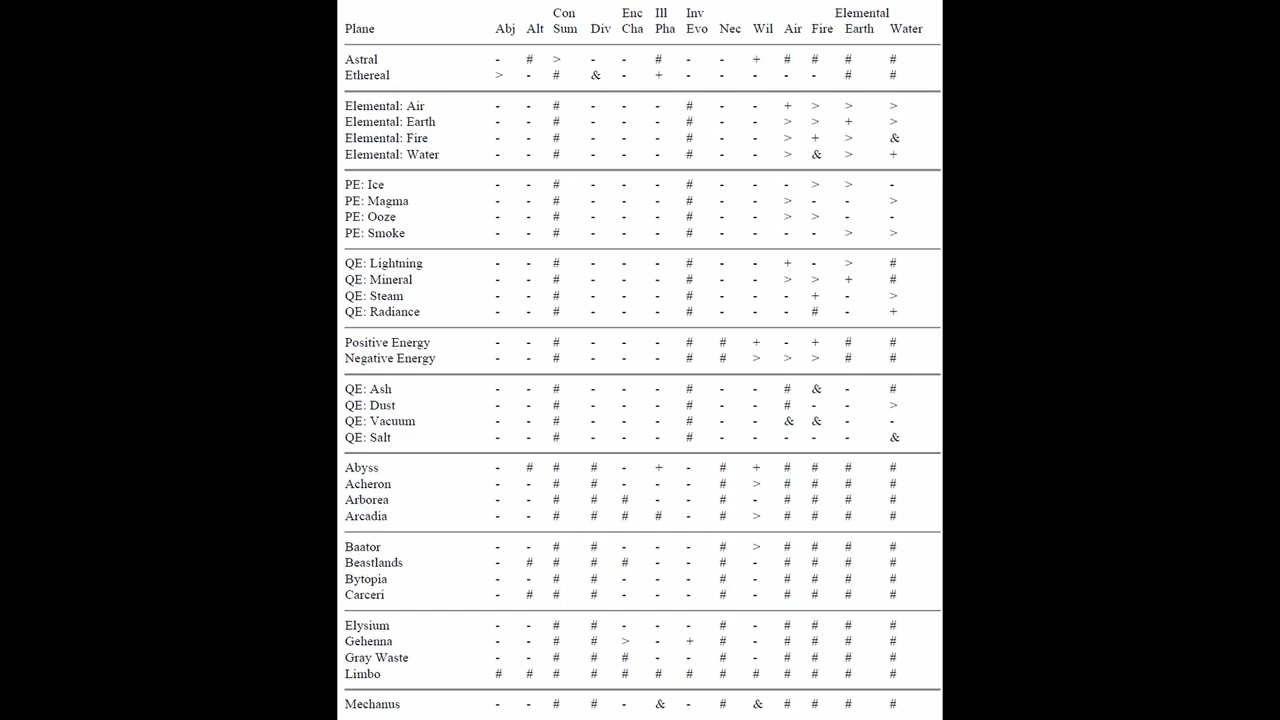 Con Enc Ill Inv Elemental
Plane Abj Alt Sum Div Cha Pha Evo Nec Wil Air Fire Earth Water
Astral - # > - - # - - + # # # #
Ethereal > - # & - + - - - - - # #
Elemental: Air - - # - - - # - - + > > >
Elemental: Earth - - # - - - # - - > > + >
Elemental: Fire - - # - - - # - - > + > &
Elemental: Water - - # - - - # - - > & > +
PE: Ice - - # - - - # - - - > > -
PE: Magma - - # - - - # - - > - - >
PE: Ooze - - # - - - # - - > > - -
PE: Smoke - - # - - - # - - - - > >
QE: Lightning - - # - - - # - - + - > #
QE: Mineral - - # - - - # - - > > + #
QE: Steam - - # - - - # - - - + - >
QE: Radiance - - # - - - # - - - # - +
Positive Energy - - # - - - # # + - + # #
Negative Energy - - # - - - # # > > > # #
QE: Ash - - # - - - # - - # & - #
QE: Dust - - # - - - # - - # - - >
QE: Vacuum - - # - - - # - - & & - -
QE: Salt - - # - - - # - - - - - &
Abyss - # # # - + - # + # # # #
Acheron - - # # - - - # > # # # #
Arborea - - # # # - - # - # # # #
Arcadia - - # # # # - # > # # # #
Baator - - # # - - - # > # # # #
Beastlands - # # # # - - # - # # # #
Bytopia - - # # - - - # - # # # #
Carceri - # # # - - - # - # # # #
Elysium - - # # - - - # - # # # #
Gehenna - - # # > - + # - # # # #
Gray Waste - - # # # - - # - # # # #
Limbo # # # # # # # # # # # # #
Mechanus - - # # - & - # & # # # #